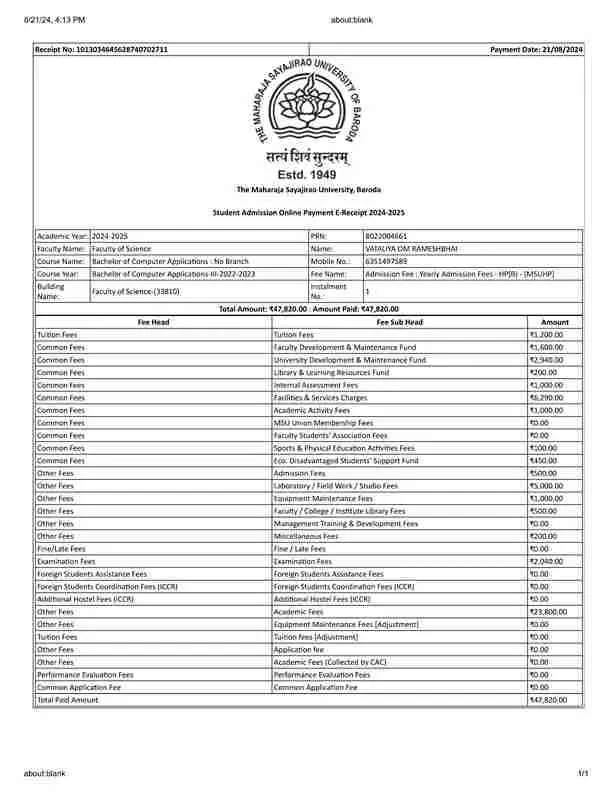 8/21/24, 4:13 PM about:blank
Receipt No: 1013034645628740702711 Payment Date: 21/08/2024
THE MAHARAJA SAYAJIRAO UNIVERSITY OF BARODA
सत्यं शिवं सुन्दरम्
Estd. 1949
The Maharaja Sayajirao University, Baroda
Student Admission Online Payment E-Receipt 2024-2025
Academic Year: 2024-2025 PRN: 8022004661
Faculty Name: Faculty of Science Name: VATALIYA OM RAMESHBHAI
Course Name: Bachelor of Computer Applications : No Branch Mobile No.: 6351497589
Course Year: Bachelor of Computer Applications-III-2022-2023 Fee Name: Admission Fee : Yearly Admission Fees - HP(B) - [MSUHP]
Building Name: Faculty of Science-(33810) Instalment No.: 1
Total Amount: ₹47,820.00 : Amount Paid: ₹47,820.00
Fee Head Fee Sub Head Amount
Tuition Fees Tuition Fees ₹1,200.00
Common Fees Faculty Development & Maintenance Fund ₹1,600.00
Common Fees University Development & Maintenance Fund ₹2,940.00
Common Fees Library & Learning Resources Fund ₹200.00
Common Fees Internal Assessment Fees ₹1,000.00
Common Fees Facilities & Services Charges ₹6,290.00
Common Fees Academic Activity Fees ₹1,000.00
Common Fees MSU Union Membership Fees ₹0.00
Common Fees Faculty Students' Association Fees ₹0.00
Common Fees Sports & Physical Education Activities Fees ₹100.00
Common Fees Eco. Disadvantaged Students' Support Fund ₹450.00
Other Fees Admission Fees ₹500.00
Other Fees Laboratory / Field Work / Studio Fees ₹5,000.00
Other Fees Equipment Maintenance Fees ₹1,000.00
Other Fees Faculty / College / Institute Library Fees ₹500.00
Other Fees Management Training & Development Fees ₹0.00
Other Fees Miscellaneous Fees ₹200.00
Fine/Late Fees Fine / Late Fees ₹0.00
Examination Fees Examination Fees ₹2,040.00
Foreign Students Assistance Fees Foreign Students Assistance Fees ₹0.00
Foreign Students Coordination Fees (ICCR) Foreign Students Coordination Fees (ICCR) ₹0.00
Additional Hostel Fees (ICCR) Additional Hostel Fees (ICCR) ₹0.00
Other Fees Academic Fees ₹23,800.00
Other Fees Equipment Maintenance Fees [Adjustment] ₹0.00
Tuition Fees Tuition fees [Adjustment] ₹0.00
Other Fees Application fee ₹0.00
Other Fees Academic Fees (Collected by CAC) ₹0.00
Performance Evaluation Fees Performance Evaluation Fees ₹0.00
Common Application Fee Common Application Fee ₹0.00
Total Paid Amount ₹47,820.00
about:blank 1/1